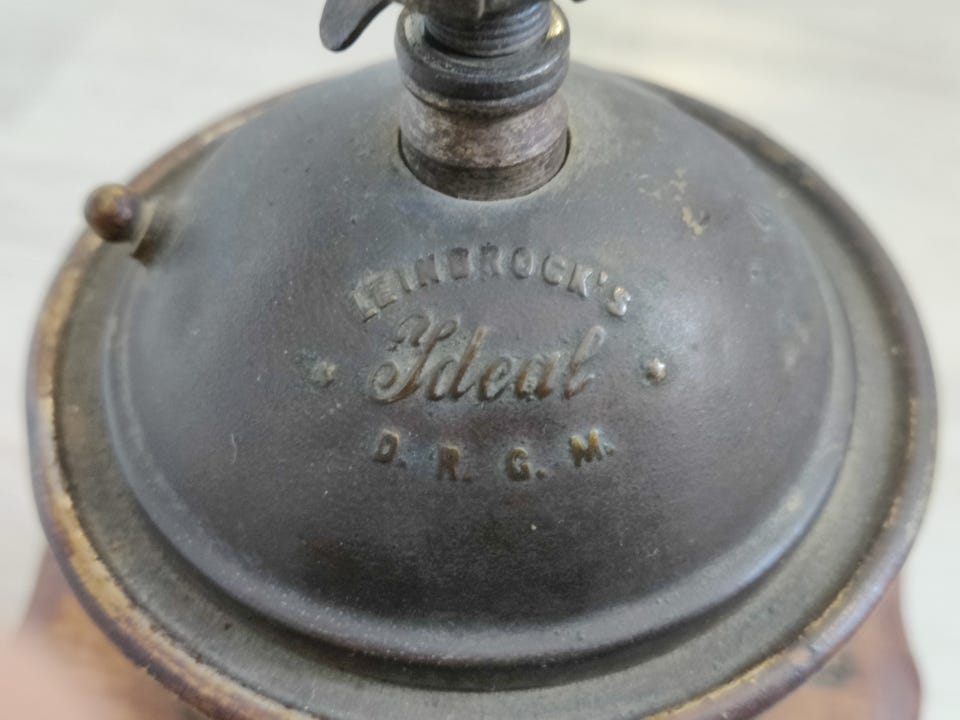 LEINBROCK'S
Ideal
D. R. G. M.